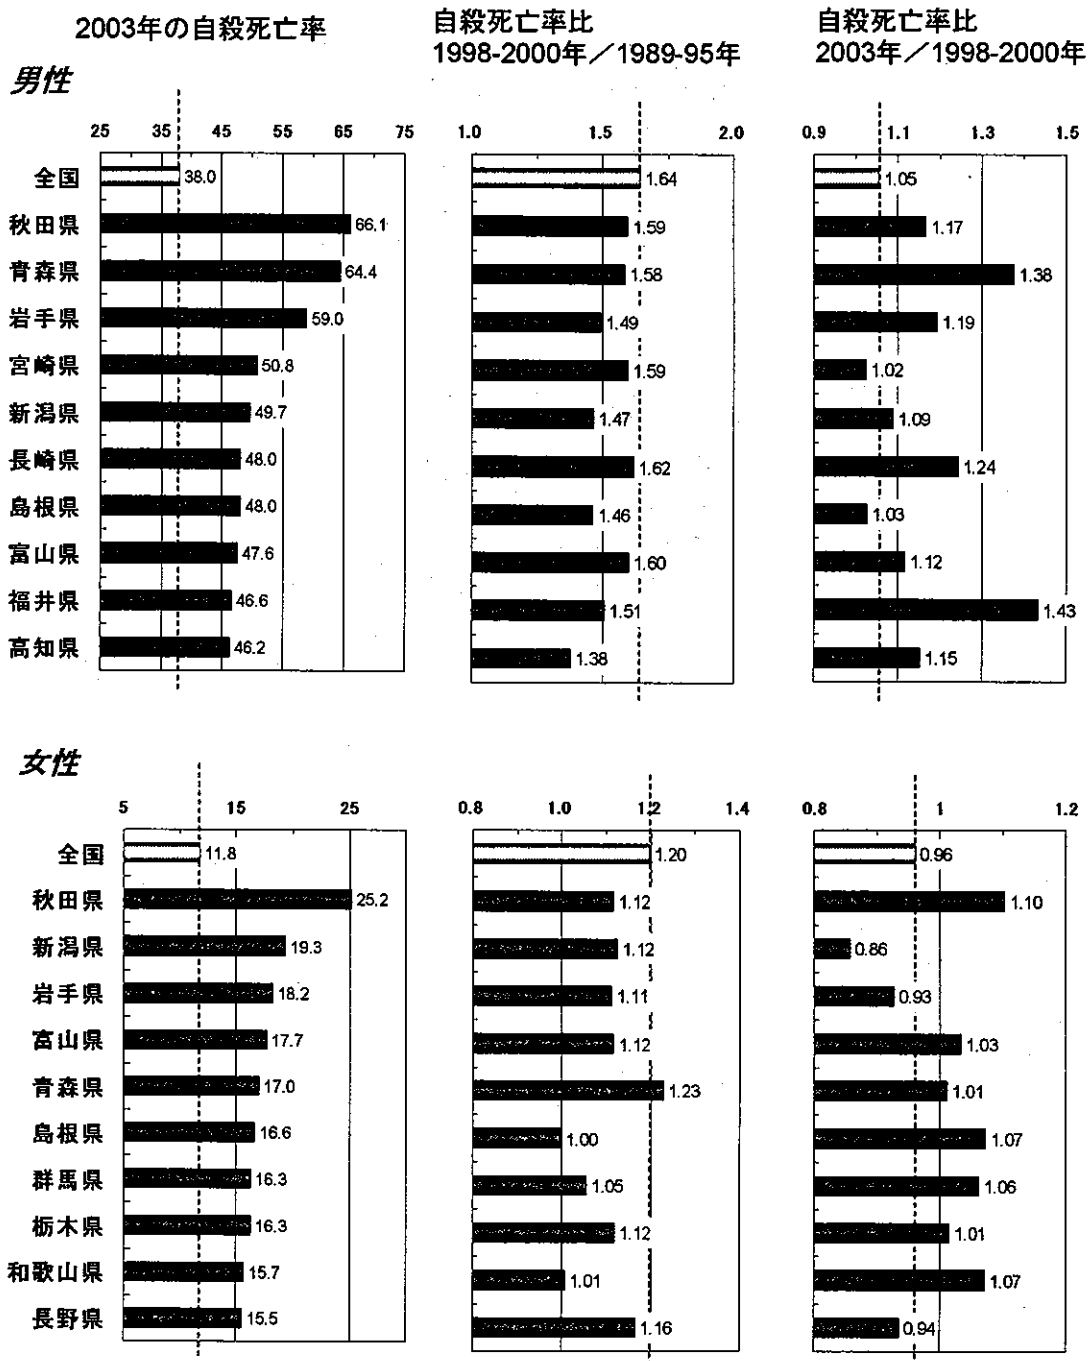 2003年の自殺死亡率
自殺死亡率比
1998-2000年／1989-95年
自殺死亡率比
2003年／1998-2000年
男性
25 35 45 55 65 75
1.0 1.5 2.0
0.9 1.1 1.3 1.5
全国 38.0 1.64 1.05
秋田県 66.1 1.59 1.17
青森県 64.4 1.58 1.38
岩手県 59.0 1.49 1.19
宮崎県 50.8 1.59 1.02
新潟県 49.7 1.47 1.09
長崎県 48.0 1.62 1.24
島根県 48.0 1.46 1.03
富山県 47.6 1.60 1.12
福井県 46.6 1.51 1.43
高知県 46.2 1.38 1.15
女性
5 15 25
0.8 1.0 1.2 1.4
0.8 1 1.2
全国 11.8 1.20 0.96
秋田県 25.2 1.12 1.10
新潟県 19.3 1.12 0.86
岩手県 18.2 1.11 0.93
富山県 17.7 1.12 1.03
青森県 17.0 1.23 1.01
島根県 16.6 1.00 1.07
群馬県 16.3 1.05 1.06
栃木県 16.3 1.12 1.01
和歌山県 15.7 1.01 1.07
長野県 15.5 1.16 0.94